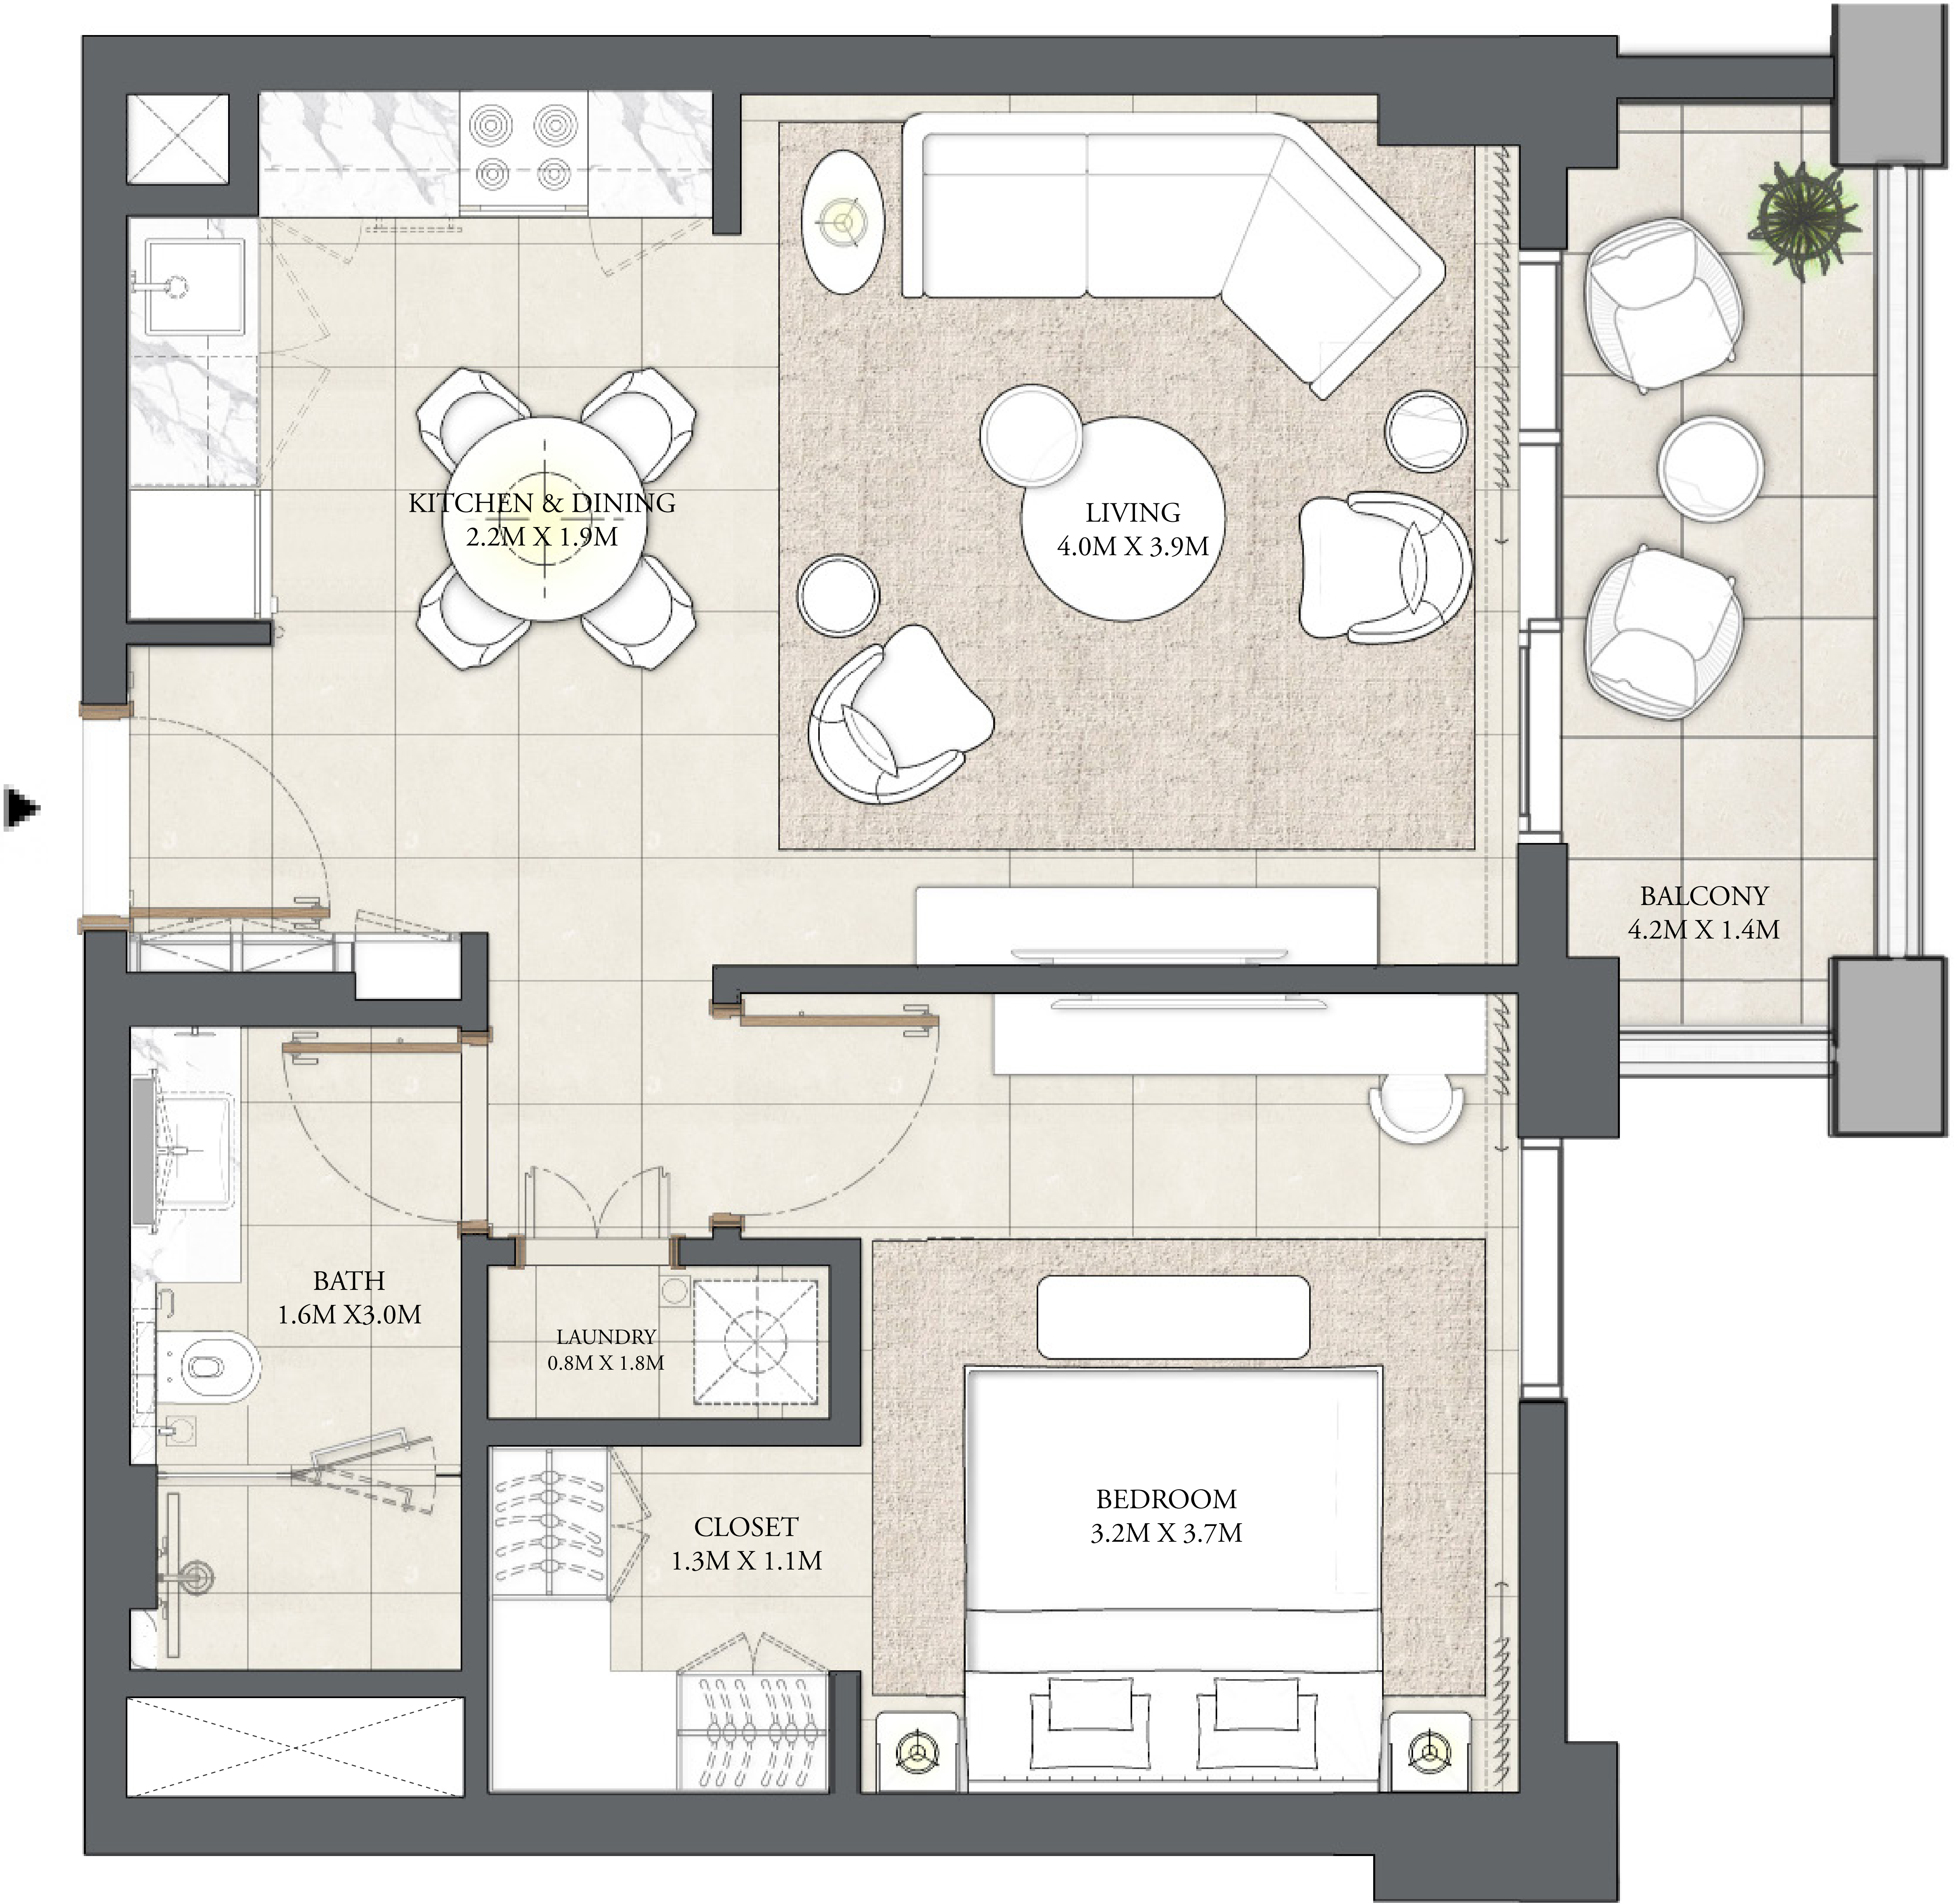 KITCHEN & DINING
2.2M X 1.9M
LIVING
4.0M X 3.9M
BALCONY
4.2M X 1.4M
BATH
1.6M X3.0M
LAUNDRY
0.8M X 1.8M
CLOSET
1.3M X 1.1M
BEDROOM
3.2M X 3.7M